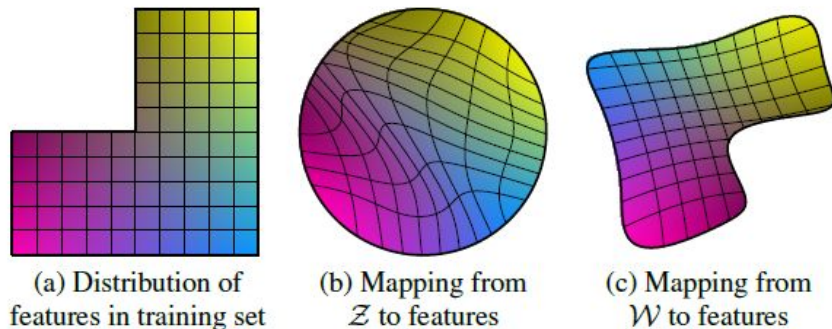 (a) Distribution of
features in training set
(b) Mapping from
𝒵 to features
(c) Mapping from
𝒲 to features